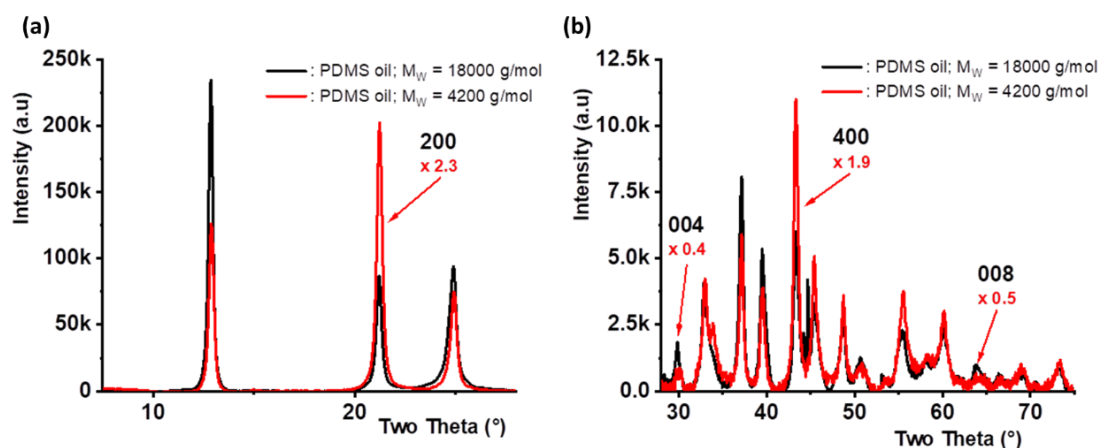 (a)
250k
200k
150k
100k
50k
0
Intensity (a.u)
: PDMS oil; MW = 18000 g/mol
: PDMS oil; MW = 4200 g/mol
200
x 2.3
10
20
Two Theta (°)
(b)
12.5k
10.0k
7.5k
5.0k
2.5k
0.0
Intensity (a.u)
: PDMS oil; MW = 18000 g/mol
: PDMS oil; MW = 4200 g/mol
400
x 1.9
004
x 0.4
008
x 0.5
30
40
50
60
70
Two Theta (°)